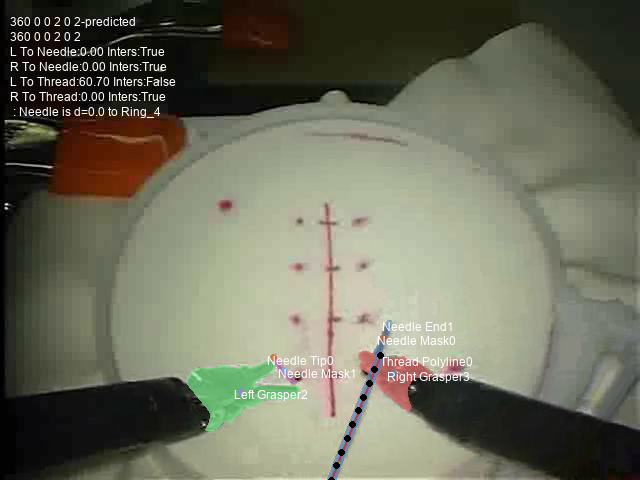 360 0 0 2 0 2-predicted
360 0 0 2 0 2
L To Needle:0.00 Inters:True
R To Needle:0.00 Inters:True
L To Thread:60.70 Inters:False
R To Thread:0.00 Inters:True
: Needle is d=0.0 to Ring_4
Needle End1
Needle Mask0
Needle Tip0
Thread Polyline0
Needle Mask1
Right Grasper3
Left Grasper2